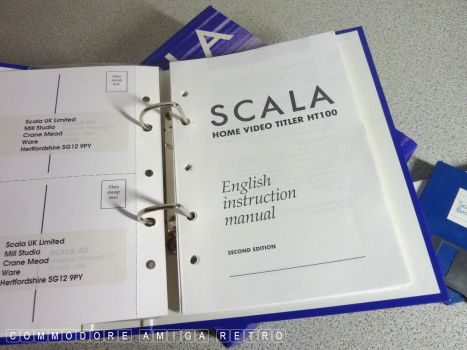 LA
Place
stamp
here
Scala UK Limited
Mill Studio
Crane Mead
Ware
Hertfordshire SG12 9PY
Place
stamp
here
Scala UK Limited
Mill Studio
Crane Mead
Ware
Hertfordshire SG12 9PY
SCALA
HOME VIDEO TITLER HT100
English
instruction
manual
SECOND EDITION
COMMODORE AMIGA RETRO